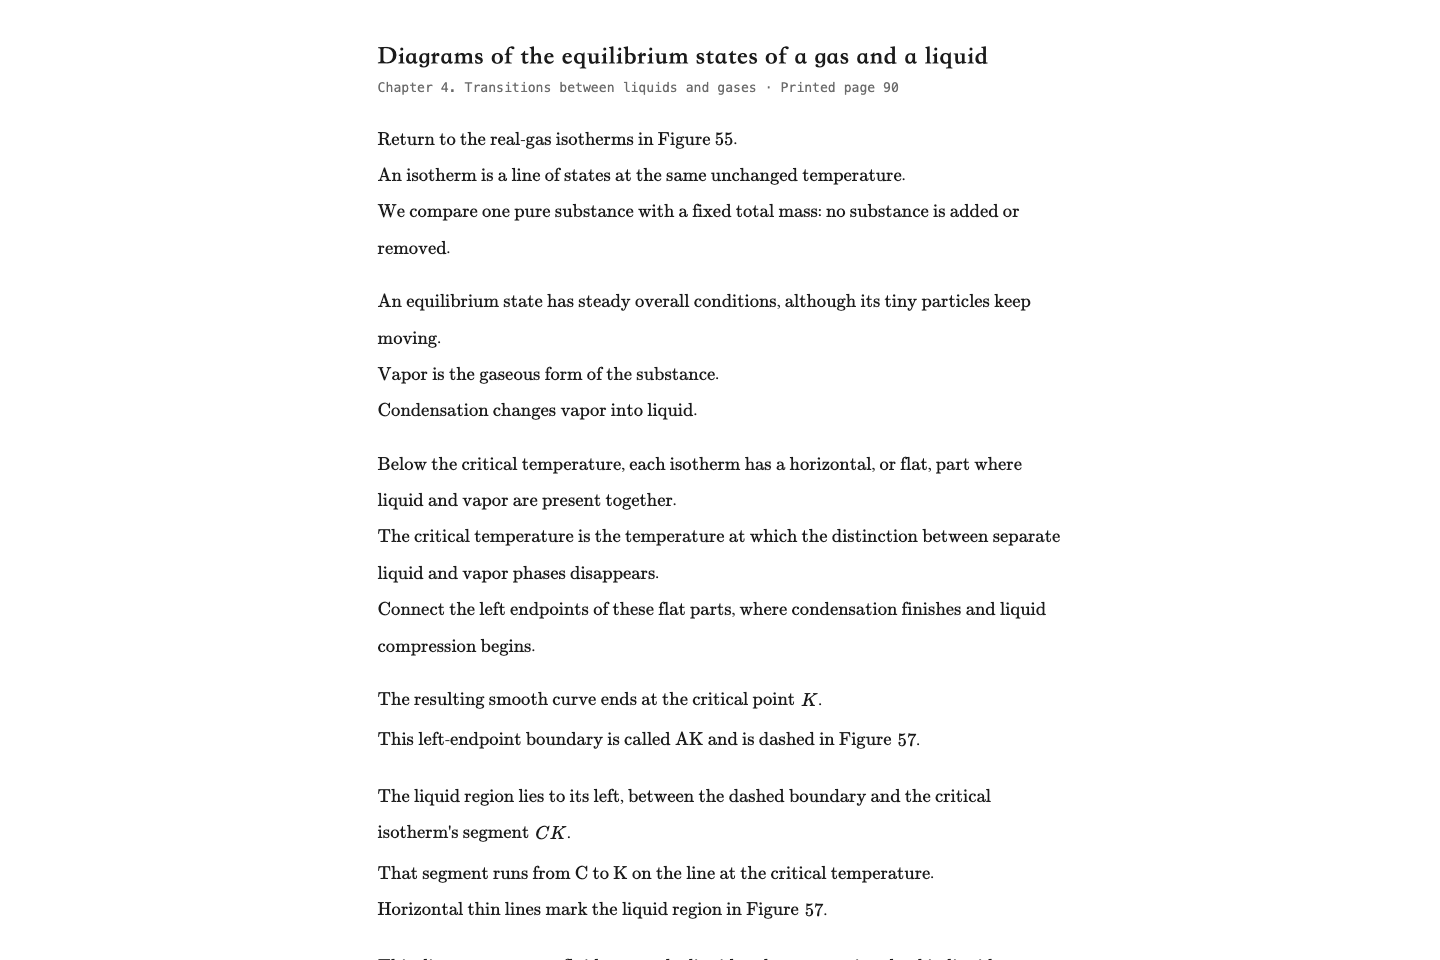 Diagrams of the equilibrium states of a gas and a liquid
Chapter 4. Transitions between liquids and gases · Printed page 90
Return to the real-gas isotherms in Figure 55.
An isotherm is a line of states at the same unchanged temperature.
We compare one pure substance with a fixed total mass: no substance is added or
removed.
An equilibrium state has steady overall conditions, although its tiny particles keep
moving.
Vapor is the gaseous form of the substance.
Condensation changes vapor into liquid.
Below the critical temperature, each isotherm has a horizontal, or flat, part where
liquid and vapor are present together.
The critical temperature is the temperature at which the distinction between separate
liquid and vapor phases disappears.
Connect the left endpoints of these flat parts, where condensation finishes and liquid
compression begins.
The resulting smooth curve ends at the critical point K.
This left-endpoint boundary is called AK and is dashed in Figure 57.
The liquid region lies to its left, between the dashed boundary and the critical
isotherm's segment CK.
That segment runs from C to K on the line at the critical temperature.
Horizontal thin lines mark the liquid region in Figure 57.